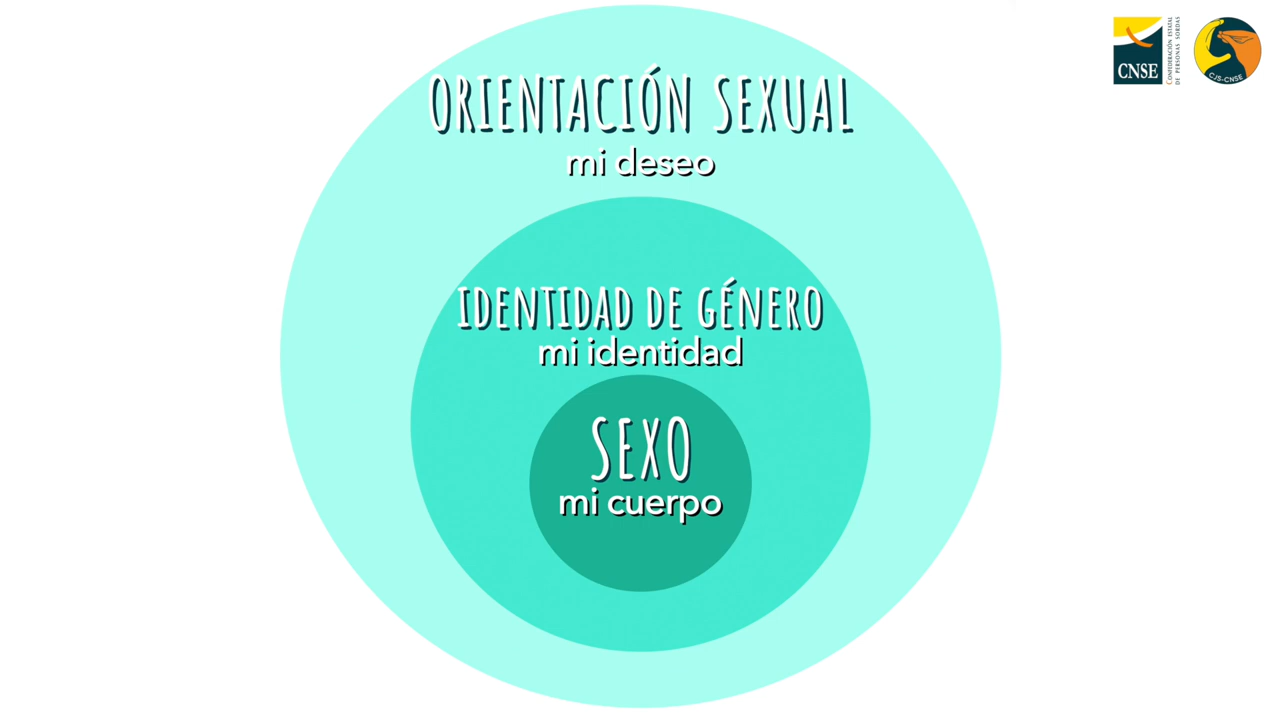 ORIENTACIÓN SEXUAL
mi deseo
IDENTIDAD DE GÉNERO
mi identidad
SEXO
mi cuerpo
CNSE
CONFEDERACIÓN ESTATAL
DE PERSONAS SORDAS
CJS-CNSE